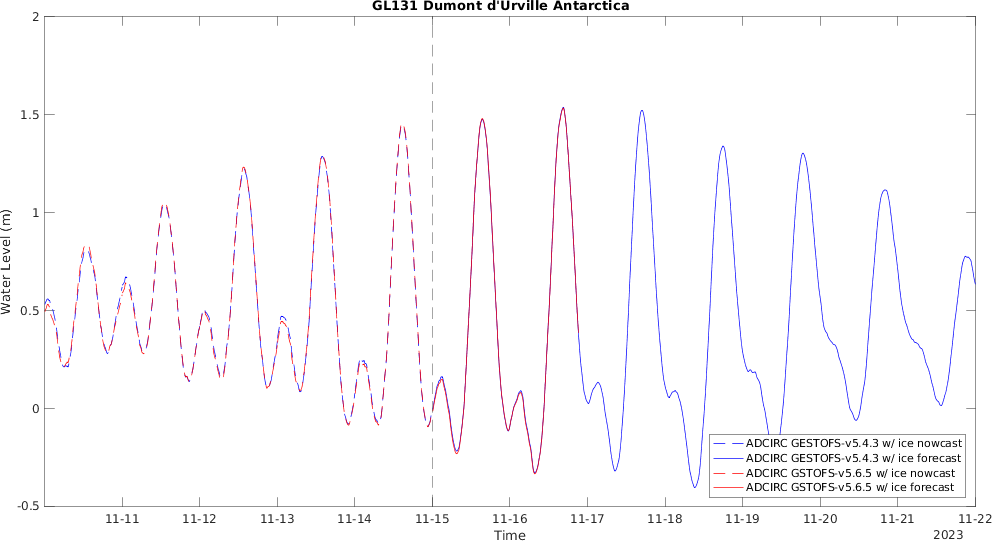 GL131 Dumont d'Urville Antarctica
2
1.5
1
0.5
0
-0.5
Water Level (m)
ADCIRC GESTOFS-v5.4.3 w/ ice nowcast
ADCIRC GESTOFS-v5.4.3 w/ ice forecast
ADCIRC GSTOFS-v5.6.5 w/ ice nowcast
ADCIRC GSTOFS-v5.6.5 w/ ice forecast
11-11 11-12 11-13 11-14 11-15 11-16 11-17 11-18 11-19 11-20 11-21 11-22
Time
2023